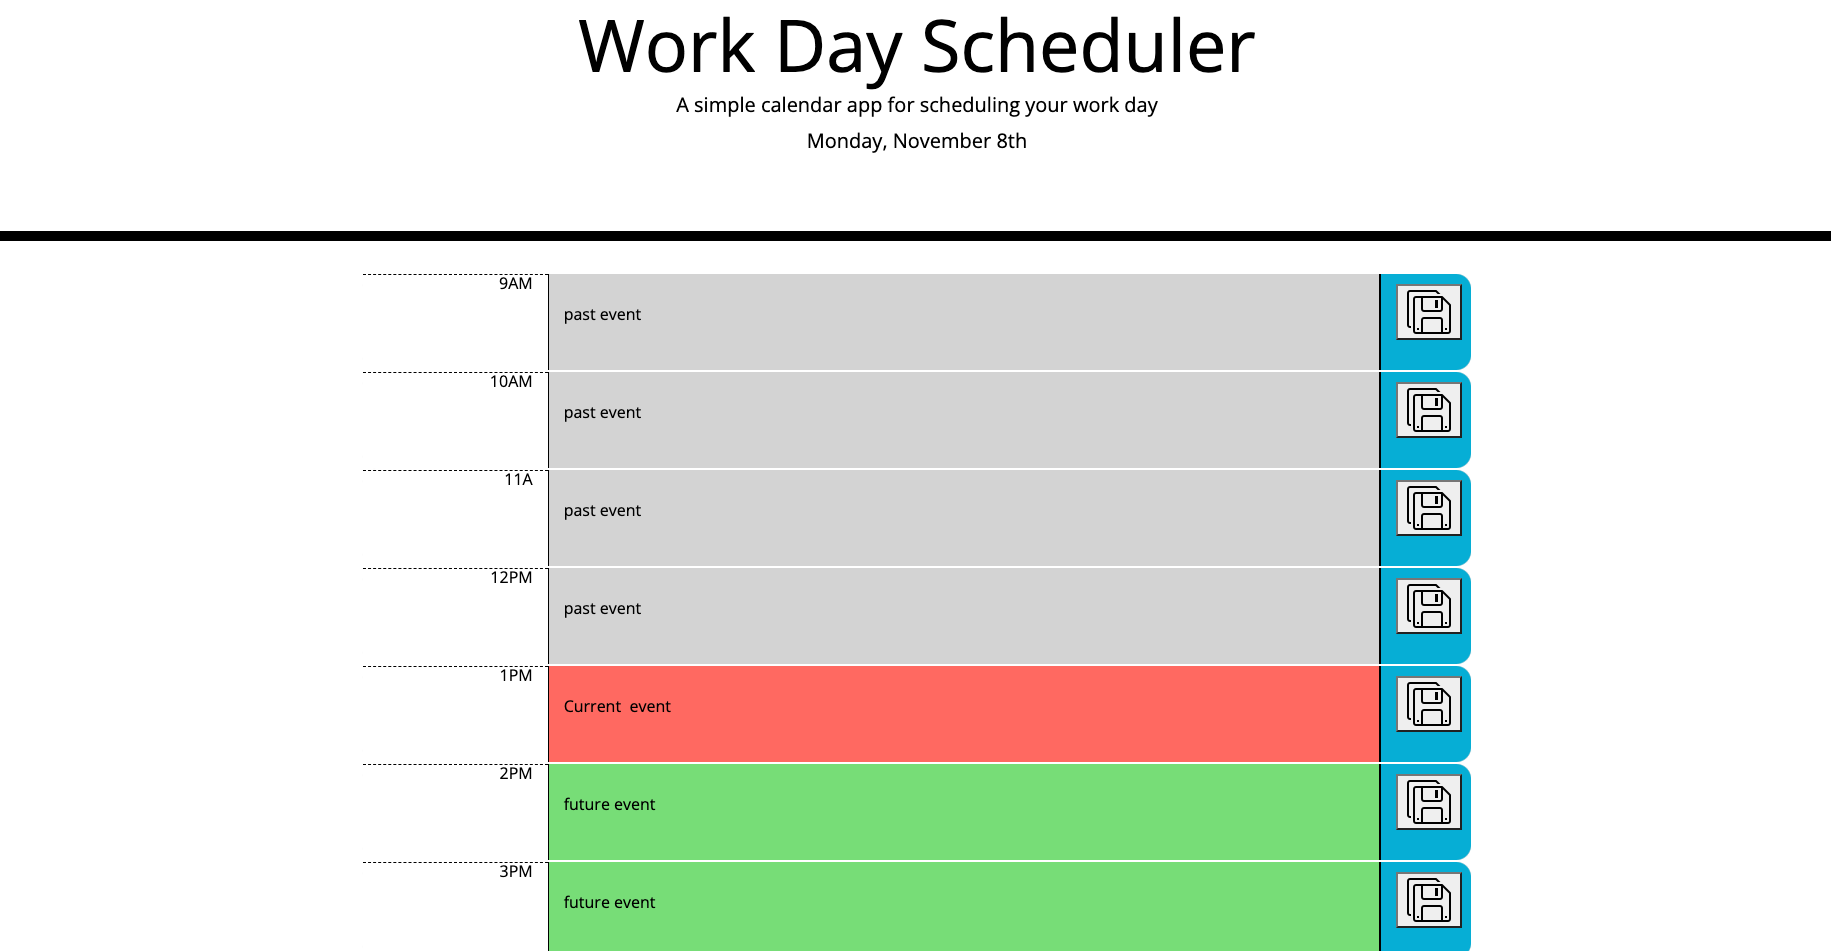 Work Day Scheduler
A simple calendar app for scheduling your work day
Monday, November 8th
9AM
past event
10AM
past event
11A
past event
12PM
past event
1PM
Current  event
2PM
future event
3PM
future event